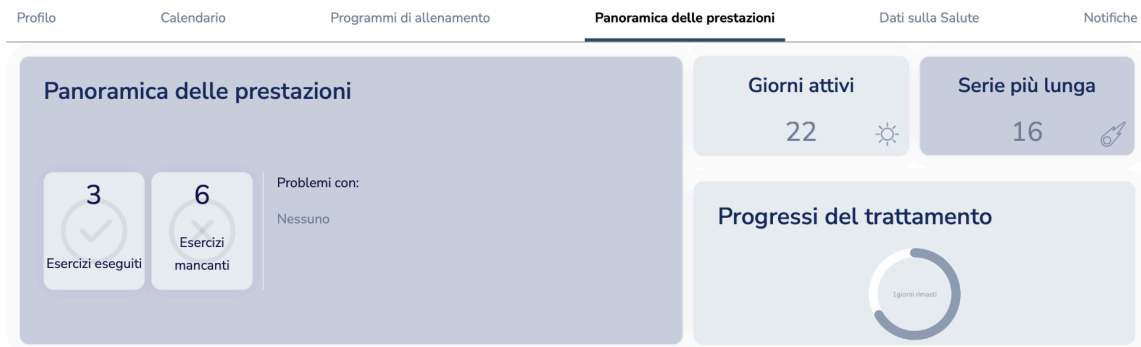 Profilo
Calendario
Programmi di allenamento
Panoramica delle prestazioni
Dati sulla Salute
Notifiche
Panoramica delle prestazioni
3
Esercizi eseguiti
6
Esercizi
mancanti
Problemi con:
Nessuno
Giorni attivi
22
Serie più lunga
16
Progressi del trattamento
1giorni rimasti